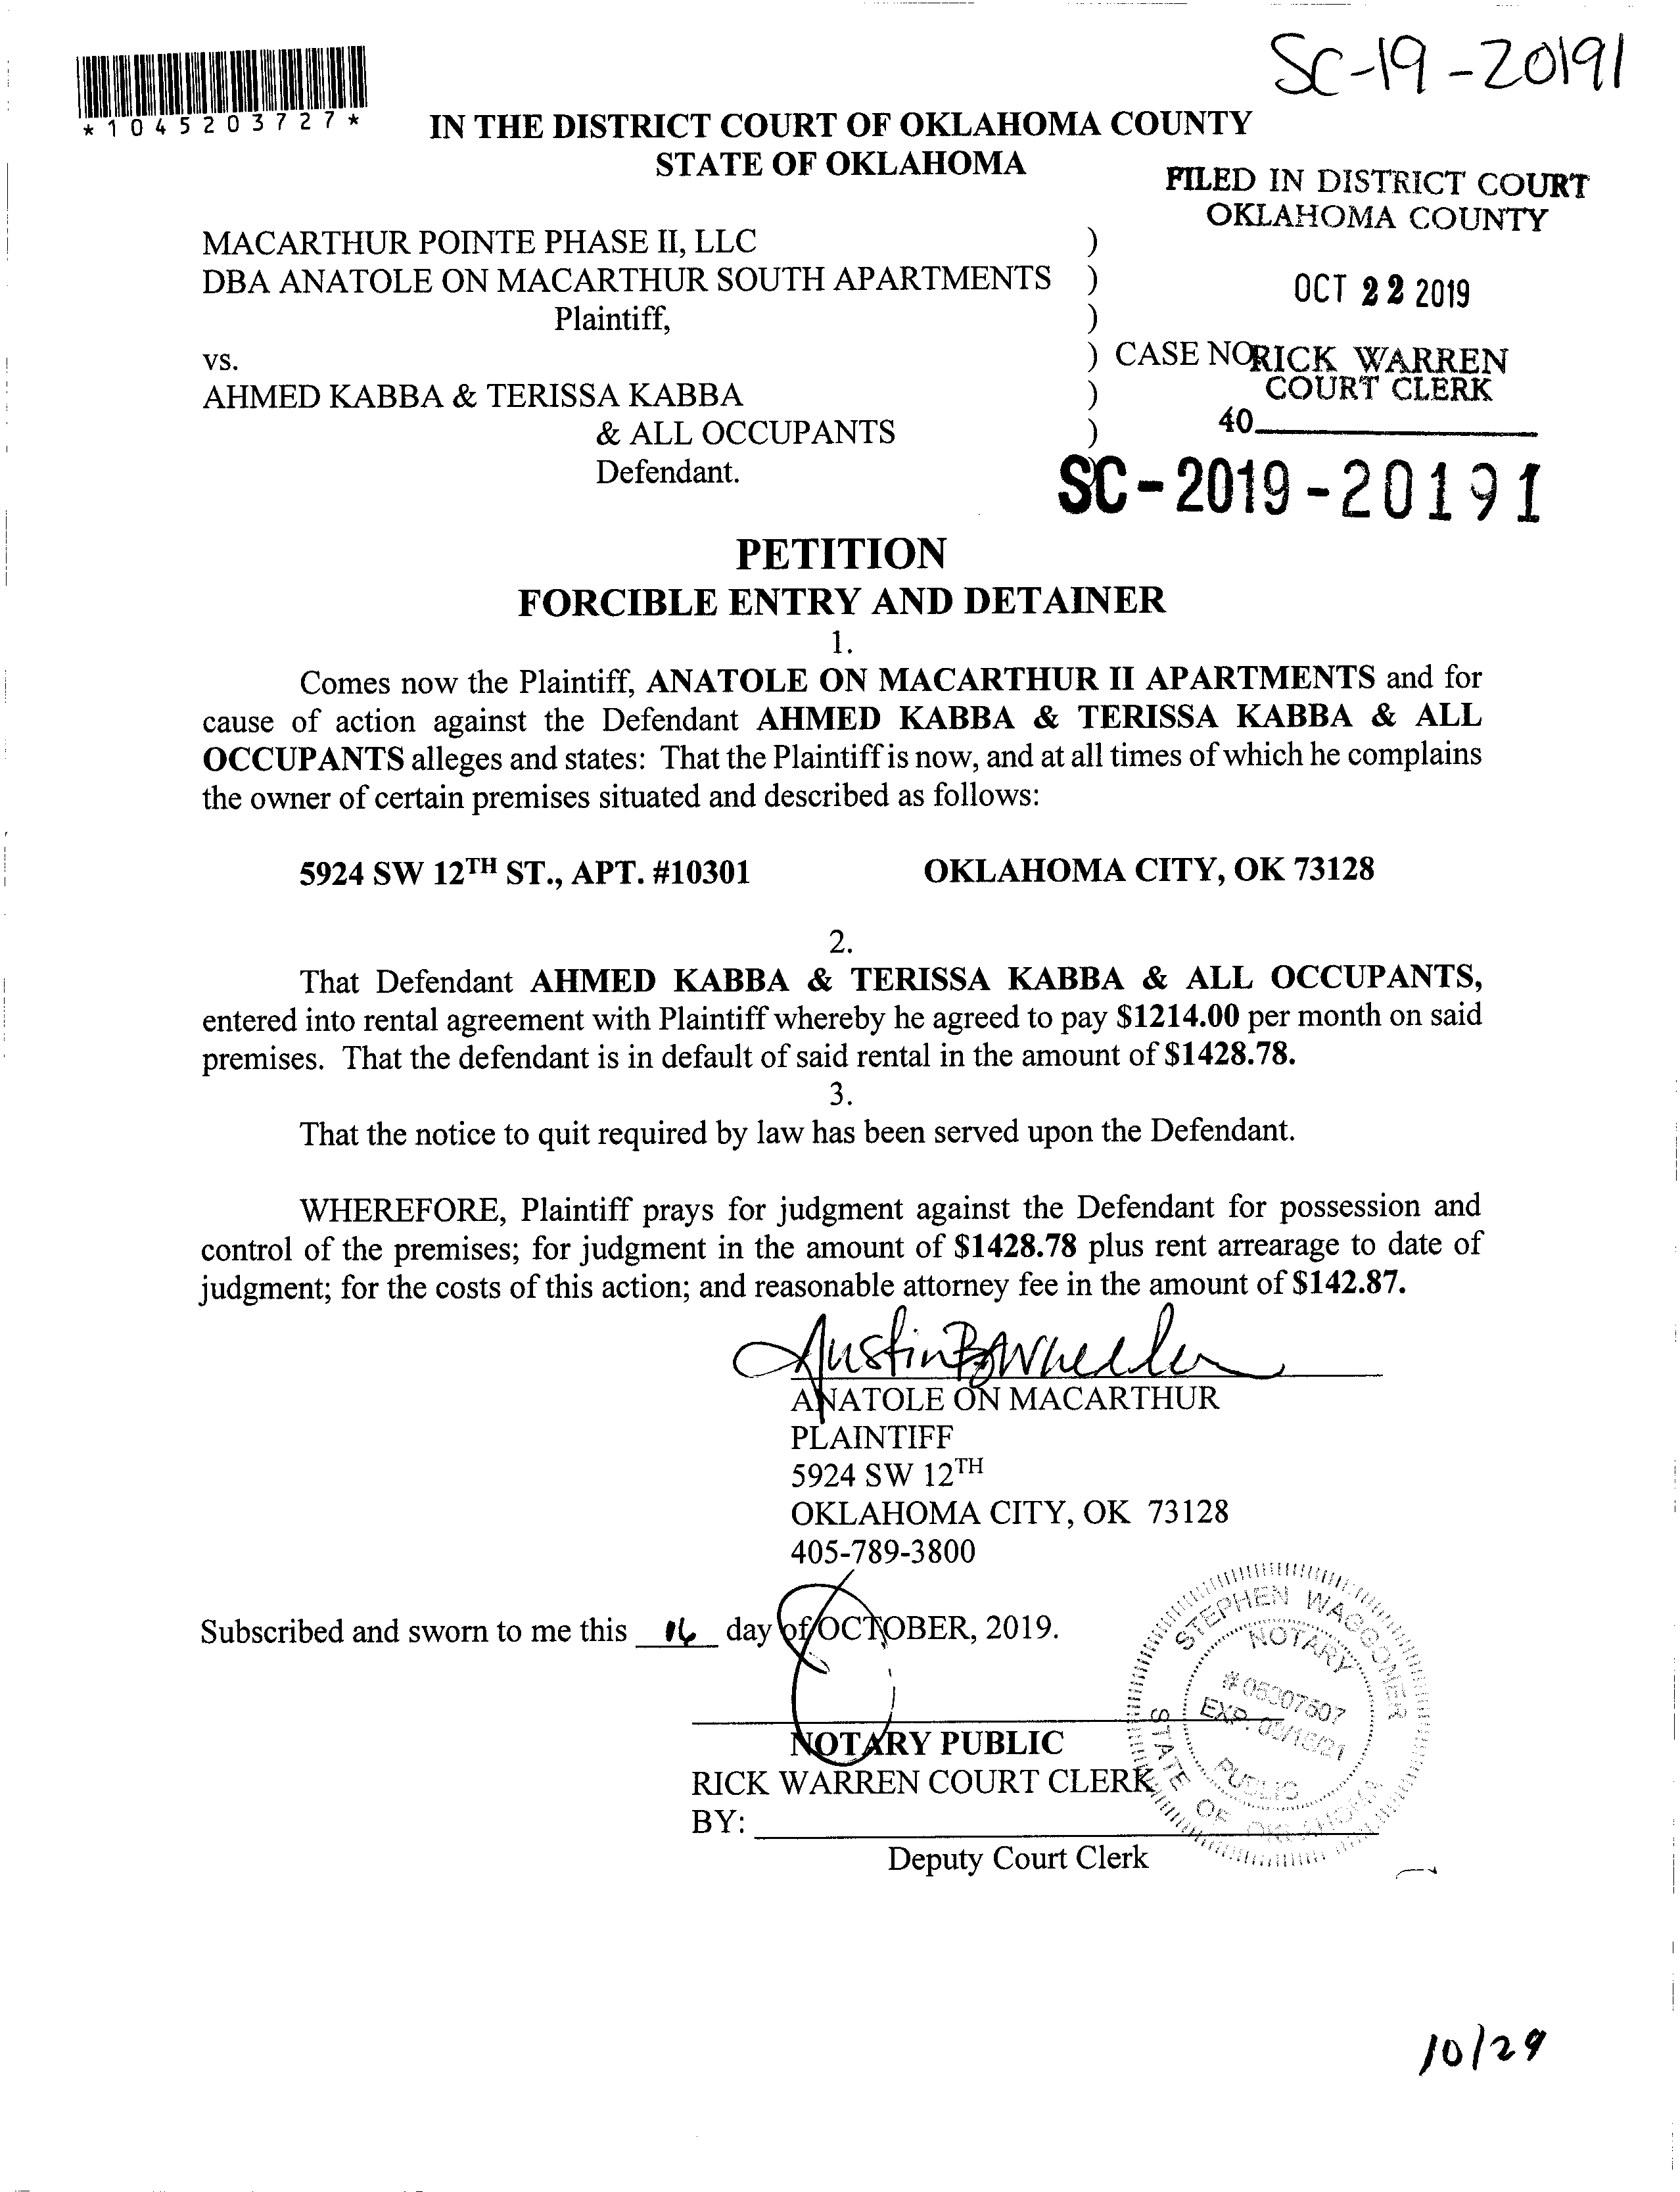 SC-19-20191
*1045203727*
IN THE DISTRICT COURT OF OKLAHOMA COUNTY
STATE OF OKLAHOMA
FILED IN DISTRICT COURT
OKLAHOMA COUNTY
MACARTHUR POINTE PHASE II, LLC )
DBA ANATOLE ON MACARTHUR SOUTH APARTMENTS )
OCT 22 2019
Plaintiff, )
vs. ) CASE NO
RICK WARREN
COURT CLERK
AHMED KABBA & TERISSA KABBA )
& ALL OCCUPANTS )
40
Defendant. )
SC-2019-20191
PETITION
FORCIBLE ENTRY AND DETAINER
1.
Comes now the Plaintiff, ANATOLE ON MACARTHUR II APARTMENTS and for
cause of action against the Defendant AHMED KABBA & TERISSA KABBA & ALL
OCCUPANTS alleges and states: That the Plaintiff is now, and at all times of which he complains
the owner of certain premises situated and described as follows:
5924 SW 12TH ST., APT. #10301 OKLAHOMA CITY, OK 73128
2.
That Defendant AHMED KABBA & TERISSA KABBA & ALL OCCUPANTS,
entered into rental agreement with Plaintiff whereby he agreed to pay $1214.00 per month on said
premises. That the defendant is in default of said rental in the amount of $1428.78.
3.
That the notice to quit required by law has been served upon the Defendant.
WHEREFORE, Plaintiff prays for judgment against the Defendant for possession and
control of the premises; for judgment in the amount of $1428.78 plus rent arrearage to date of
judgment; for the costs of this action; and reasonable attorney fee in the amount of $142.87.
Austin B Wheeler
ANATOLE ON MACARTHUR
PLAINTIFF
5924 SW 12TH
OKLAHOMA CITY, OK 73128
405-789-3800
Subscribed and sworn to me this 16 day of OCTOBER, 2019.
STEPHEN WAGGOMER
NOTARY
#05307507
EXP. 03/18/21
PUBLIC
STATE OF OKLAHOMA
NOTARY PUBLIC
RICK WARREN COURT CLERK
BY:
Deputy Court Clerk
10/29